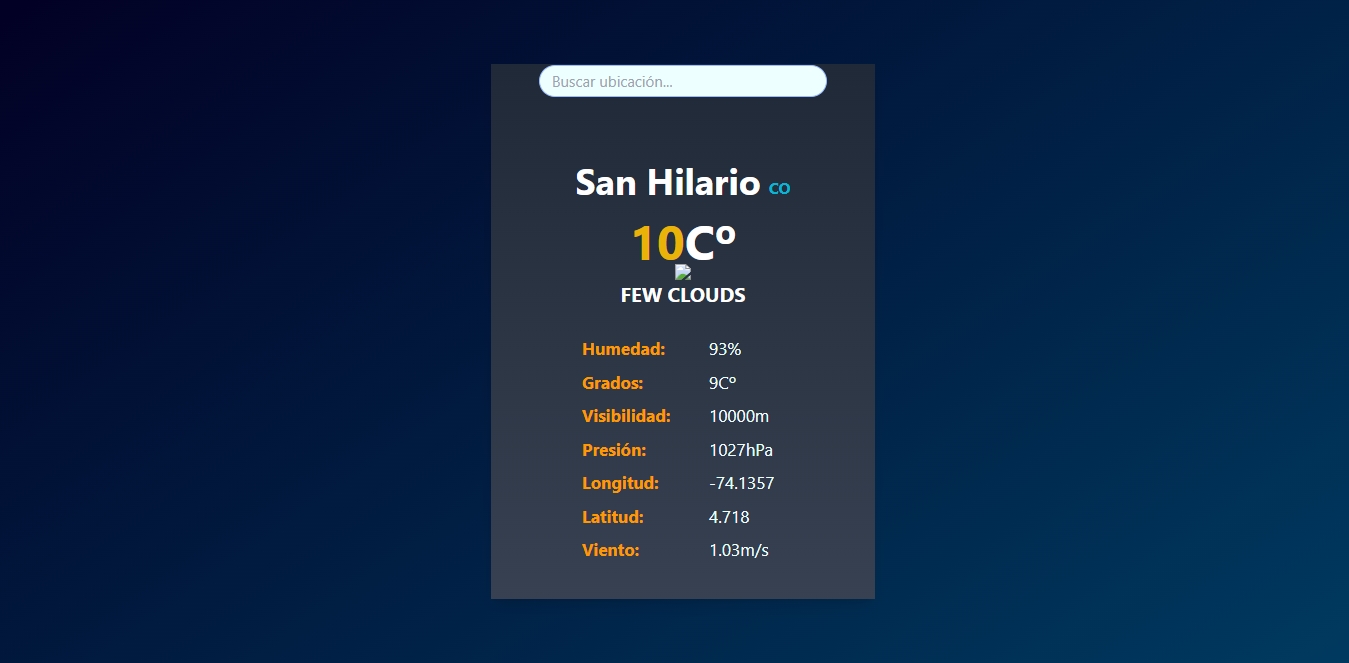 Buscar ubicación...
San Hilario CO
10Cº
FEW CLOUDS
Humedad: 93%
Grados: 9Cº
Visibilidad: 10000m
Presión: 1027hPa
Longitud: -74.1357
Latitud: 4.718
Viento: 1.03m/s